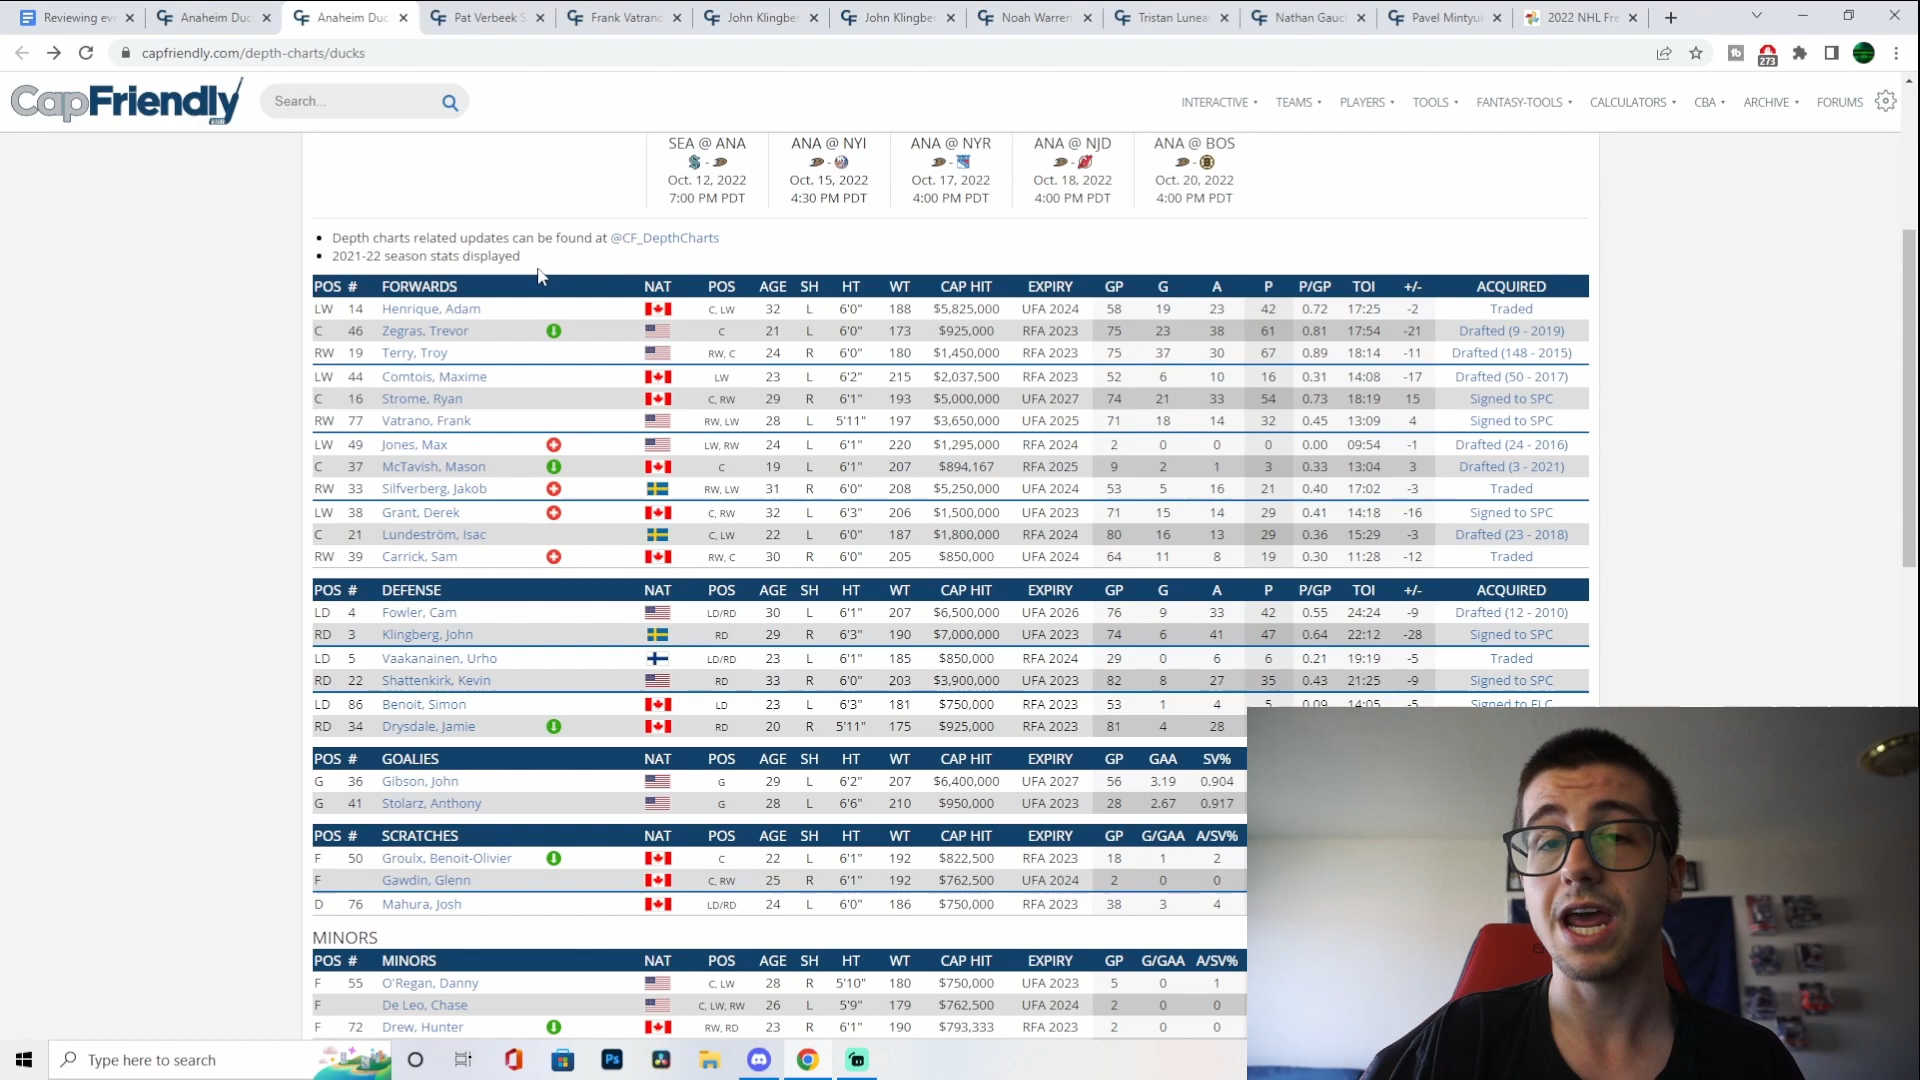 Reviewing eve
Anaheim Duc
Anaheim Duc
Pat Verbeek S
Frank Vatrano
John Klingber
John Klingber
Noah Warren
Tristan Luneau
Nathan Gauch
Pavel Mintyuk
2022 NHL Fre
capfriendly.com/depth-charts/ducks
273
CapFriendly
Search...
INTERACTIVE TEAMS PLAYERS TOOLS FANTASY-TOOLS CALCULATORS CBA ARCHIVE FORUMS
SEA @ ANA ANA @ NYI ANA @ NYR ANA @ NJD ANA @ BOS
Oct. 12, 2022 Oct. 15, 2022 Oct. 17, 2022 Oct. 18, 2022 Oct. 20, 2022
7:00 PM PDT 4:30 PM PDT 4:00 PM PDT 4:00 PM PDT 4:00 PM PDT
• Depth charts related updates can be found at @CF_DepthCharts
• 2021-22 season stats displayed
POS # FORWARDS NAT POS AGE SH HT WT CAP HIT EXPIRY GP G A P P/GP TOI +/- ACQUIRED
LW 14 Henrique, Adam C, LW 32 L 6'0" 188 $5,825,000 UFA 2024 58 19 23 42 0.72 17:25 -2 Traded
C 46 Zegras, Trevor C 21 L 6'0" 173 $925,000 RFA 2023 75 23 38 61 0.81 17:54 -21 Drafted (9 - 2019)
RW 19 Terry, Troy RW, C 24 R 6'0" 180 $1,450,000 RFA 2023 75 37 30 67 0.89 18:14 -11 Drafted (148 - 2015)
LW 44 Comtois, Maxime LW 23 L 6'2" 215 $2,037,500 RFA 2023 52 6 10 16 0.31 14:08 -17 Drafted (50 - 2017)
C 16 Strome, Ryan C, RW 29 R 6'1" 193 $5,000,000 UFA 2027 74 21 33 54 0.73 18:19 15 Signed to SPC
RW 77 Vatrano, Frank RW, LW 28 L 5'11" 197 $3,650,000 UFA 2025 71 18 14 32 0.45 13:09 4 Signed to SPC
LW 49 Jones, Max LW, RW 24 L 6'1" 220 $1,295,000 RFA 2024 2 0 0 0 0.00 09:54 -1 Drafted (24 - 2016)
C 37 McTavish, Mason C 19 L 6'1" 207 $894,167 RFA 2025 9 2 1 3 0.33 13:04 3 Drafted (3 - 2021)
RW 33 Silfverberg, Jakob RW, LW 31 R 6'0" 208 $5,250,000 UFA 2024 53 5 16 21 0.40 17:02 -3 Traded
LW 38 Grant, Derek C, RW 32 L 6'3" 206 $1,500,000 UFA 2023 71 15 14 29 0.41 14:18 -16 Signed to SPC
C 21 Lundeström, Isac C, LW 22 L 6'0" 187 $1,800,000 RFA 2024 80 16 13 29 0.36 15:29 -3 Drafted (23 - 2018)
RW 39 Carrick, Sam RW, C 30 R 6'0" 205 $850,000 UFA 2024 64 11 8 19 0.30 11:28 -12 Traded
POS # DEFENSE NAT POS AGE SH HT WT CAP HIT EXPIRY GP G A P P/GP TOI +/- ACQUIRED
LD 4 Fowler, Cam LD/RD 30 L 6'1" 207 $6,500,000 UFA 2026 76 9 33 42 0.55 24:24 -9 Drafted (12 - 2010)
RD 3 Klingberg, John RD 29 R 6'3" 190 $7,000,000 UFA 2023 74 6 41 47 0.64 22:12 -28 Signed to SPC
LD 5 Vaakanainen, Urho LD/RD 23 L 6'1" 185 $850,000 RFA 2024 29 0 6 6 0.21 19:19 -5 Traded
RD 22 Shattenkirk, Kevin RD 33 R 6'0" 203 $3,900,000 UFA 2023 82 8 27 35 0.43 21:25 -9 Signed to SPC
LD 86 Benoit, Simon LD 23 L 6'3" 181 $750,000 RFA 2023 53 1 4 5 0.09 14:05 -5 Signed to ELC
RD 34 Drysdale, Jamie RD 20 R 5'11" 175 $925,000 RFA 2023 81 4 28
POS # GOALIES NAT POS AGE SH HT WT CAP HIT EXPIRY GP GAA SV%
G 36 Gibson, John G 29 L 6'2" 207 $6,400,000 UFA 2027 56 3.19 0.904
G 41 Stolarz, Anthony G 28 L 6'6" 210 $950,000 UFA 2023 28 2.67 0.917
POS # SCRATCHES NAT POS AGE SH HT WT CAP HIT EXPIRY GP G/GAA A/SV%
F 50 Groulx, Benoit-Olivier C 22 L 6'1" 192 $822,500 RFA 2023 18 1 2
F Gawdin, Glenn C, RW 25 R 6'1" 192 $762,500 RFA 2024 2 0 0
D 76 Mahura, Josh LD/RD 24 L 6'0" 186 $750,000 RFA 2023 38 3 4
MINORS
POS # MINORS NAT POS AGE SH HT WT CAP HIT EXPIRY GP G/GAA A/SV%
F 55 O'Regan, Danny C, LW 28 R 5'10" 180 $750,000 UFA 2023 5 0 1
F De Leo, Chase C, LW, RW 26 L 5'9" 179 $762,500 UFA 2024 2 0 0
F 72 Drew, Hunter RW, RD 23 R 6'1" 190 $793,333 RFA 2023 2 0 0
Type here to search
Ps